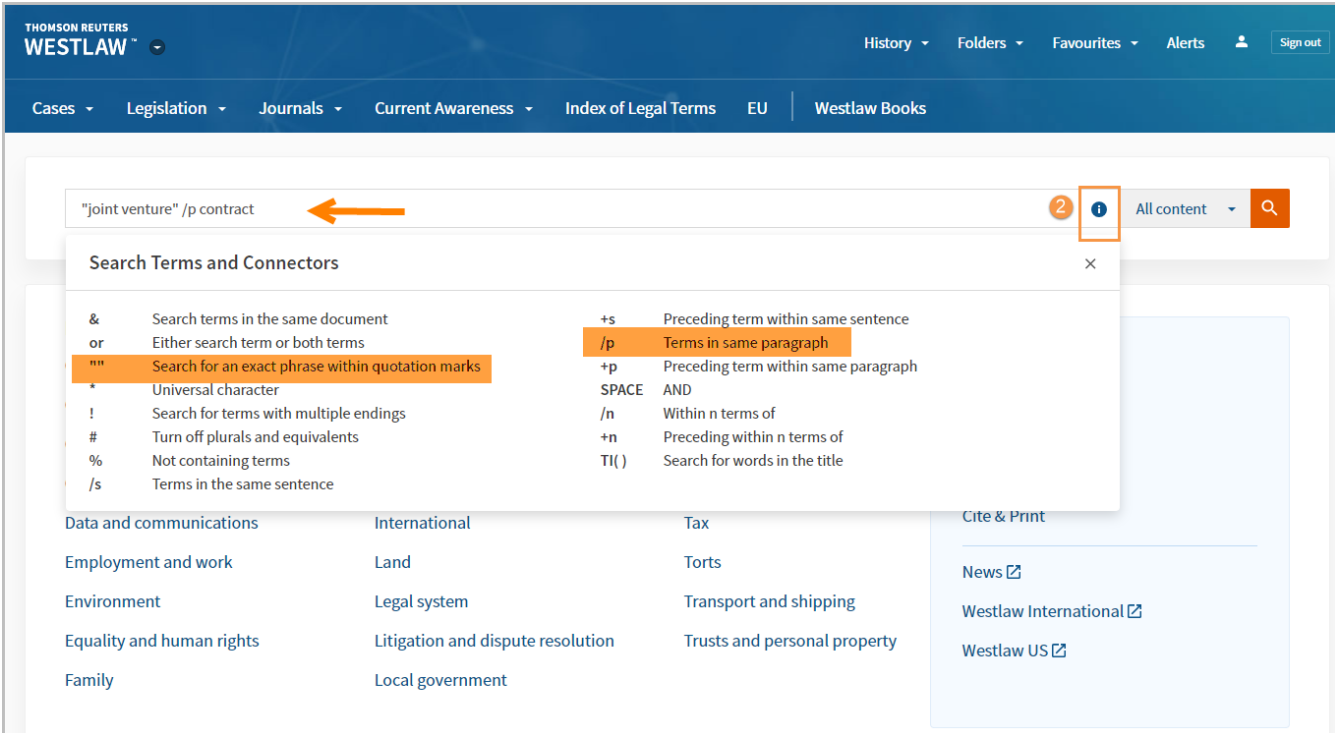 THOMSON REUTERS
WESTLAW™
History Folders Favourites Alerts Sign out
Cases Legislation Journals Current Awareness Index of Legal Terms EU Westlaw Books
"joint venture" /p contract
2
All content
Search Terms and Connectors
& Search terms in the same document
or Either search term or both terms
"" Search for an exact phrase within quotation marks
* Universal character
! Search for terms with multiple endings
# Turn off plurals and equivalents
% Not containing terms
/s Terms in the same sentence
+s Preceding term within same sentence
/p Terms in same paragraph
+p Preceding term within same paragraph
SPACE AND
/n Within n terms of
+n Preceding within n terms of
TI( ) Search for words in the title
Data and communications
Employment and work
Environment
Equality and human rights
Family
International
Land
Legal system
Litigation and dispute resolution
Local government
Tax
Torts
Transport and shipping
Trusts and personal property
Cite & Print
News
Westlaw International
Westlaw US